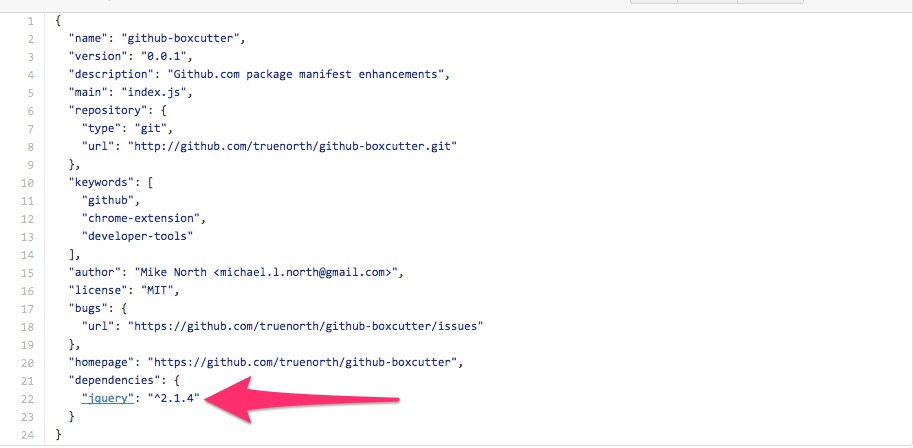 1 {
2 "name": "github-boxcutter",
3 "version": "0.0.1",
4 "description": "Github.com package manifest enhancements",
5 "main": "index.js",
6 "repository": {
7 "type": "git",
8 "url": "http://github.com/truenorth/github-boxcutter.git"
9 },
10 "keywords": [
11 "github",
12 "chrome-extension",
13 "developer-tools"
14 ],
15 "author": "Mike North <michael.l.north@gmail.com>",
16 "license": "MIT",
17 "bugs": {
18 "url": "https://github.com/truenorth/github-boxcutter/issues"
19 },
20 "homepage": "https://github.com/truenorth/github-boxcutter",
21 "dependencies": {
22 "jquery": "^2.1.4"
23 }
24 }